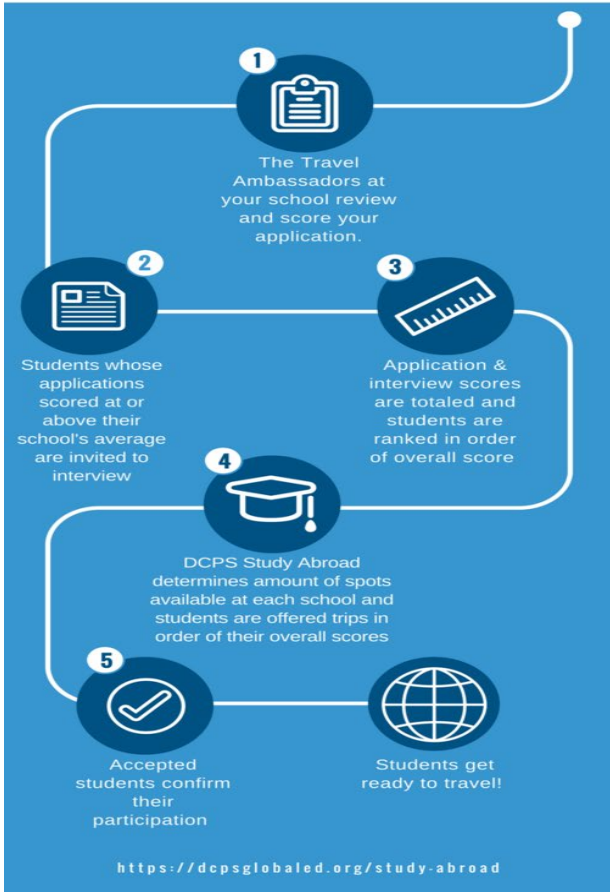 1
The Travel
Ambassadors at
your school review
and score your
application.
2
Students whose
applications
scored at or
above their
school's average
are invited to
interview
3
Application &
interview scores
are totaled and
students are
ranked in order
of overall score
4
DCPS Study Abroad
determines amount of spots
available at each school and
students are offered trips in
order of their overall scores
5
Accepted
students confirm
their
participation
Students get
ready to travel!
https://dcpsglobaled.org/study-abroad